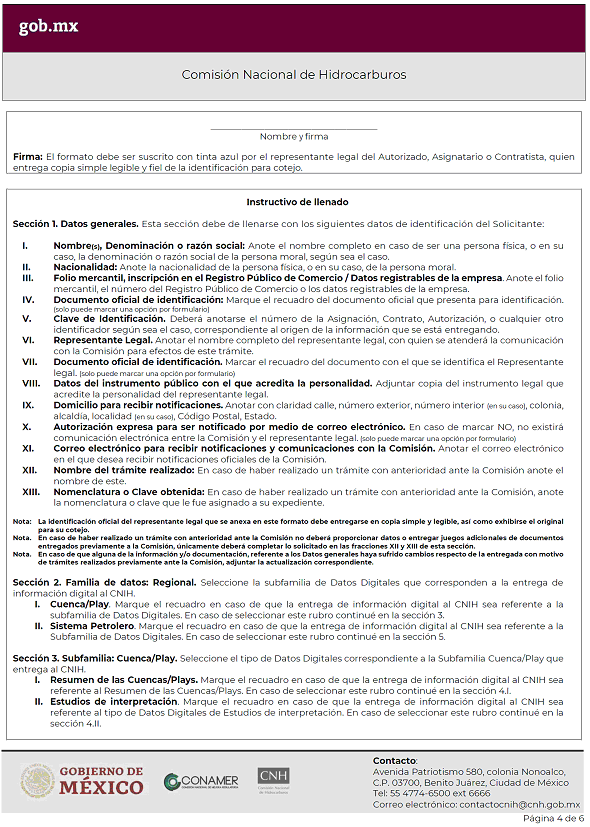 gob.mx
Comisión Nacional de Hidrocarburos
Nombre y firma
Firma: El formato debe ser suscrito con tinta azul por el representante legal del Autorizado, Asignatario o Contratista, quien
entrega copia simple legible y fiel de la identificación para cotejo.
Instructivo de llenado
Sección 1. Datos generales. Esta sección debe de llenarse con los siguientes datos de identificación del Solicitante:
I. Nombre(s), Denominación o razón social: Anote el nombre completo en caso de ser una persona física, o en su
caso, la denominación o razón social de la persona moral, según sea el caso.
II. Nacionalidad: Anote la nacionalidad de la persona física, o en su caso, de la persona moral.
III. Folio mercantil, inscripción en el Registro Público de Comercio / Datos registrables de la empresa. Anote el folio
mercantil, el número del Registro Público de Comercio o los datos registrables de la empresa.
IV. Documento oficial de identificación: Marque el recuadro del documento oficial que presenta para identificación.
(solo puede marcar una opción por formulario)
V. Clave de Identificación. Deberá anotarse el número de la Asignación, Contrato, Autorización, o cualquier otro
identificador según sea el caso, correspondiente al origen de la información que se está entregando.
VI. Representante Legal. Anotar el nombre completo del representante legal, con quien se atenderá la comunicación
con la Comisión para efectos de este trámite.
VII. Documento oficial de identificación. Marcar el recuadro del documento con el que se identifica el Representante
legal. (solo puede marcar una opción por formulario)
VIII. Datos del instrumento público con el que acredita la personalidad. Adjuntar copia del instrumento legal que
acredite la personalidad del representante legal.
IX. Domicilio para recibir notificaciones. Anotar con claridad calle, número exterior, número interior (en su caso), colonia,
alcaldía, localidad (en su caso), Código Postal, Estado.
X. Autorización expresa para ser notificado por medio de correo electrónico. En caso de marcar NO, no existirá
comunicación electrónica entre la Comisión y el representante legal. (solo puede marcar una opción por formulario)
XI. Correo electrónico para recibir notificaciones y comunicaciones con la Comisión. Anotar el correo electrónico
en el que desea recibir notificaciones oficiales de la Comisión.
XII. Nombre del trámite realizado: En caso de haber realizado un trámite con anterioridad ante la Comisión anote el
nombre de este.
XIII. Nomenclatura o Clave obtenida: En caso de haber realizado un trámite con anterioridad ante la Comisión, anote
la nomenclatura o clave que le fue asignado a su expediente.
Nota: La identificación oficial del representante legal que se anexa en este formato debe entregarse en copia simple y legible, así como exhibirse el original
para su cotejo.
Nota. En caso de haber realizado un trámite con anterioridad ante la Comisión no deberá proporcionar datos o entregar juegos adicionales de documentos
entregados previamente a la Comisión, únicamente deberá completar lo solicitado en las fracciones XII y XIII de esta sección.
Nota. En caso de que alguna de la información y/o documentación, referente a los Datos generales haya sufrido cambios respecto de la entregada con motivo
de trámites realizados previamente ante la Comisión, adjuntar la actualización correspondiente.
Sección 2. Familia de datos: Regional. Seleccione la subfamilia de Datos Digitales que corresponden a la entrega de
información digital al CNIH.
I. Cuenca/Play. Marque el recuadro en caso de que la entrega de información digital al CNIH sea referente a la
subfamilia de Datos Digitales. En caso de seleccionar este rubro continué en la sección 3.
II. Sistema Petrolero. Marque el recuadro en caso de que la entrega de información digital al CNIH sea referente a la
Subfamilia de Datos Digitales. En caso de seleccionar este rubro continué en la sección 5.
Sección 3. Subfamilia: Cuenca/Play. Seleccione el tipo de Datos Digitales correspondiente a la Subfamilia Cuenca/Play que
entrega al CNIH.
I. Resumen de las Cuencas/Plays. Marque el recuadro en caso de que la entrega de información digital al CNIH sea
referente al Resumen de las Cuencas/Plays. En caso de seleccionar este rubro continué en la sección 4.I.
II. Estudios de interpretación. Marque el recuadro en caso de que la entrega de información digital al CNIH sea
referente al tipo de Datos Digitales de Estudios de interpretación. En caso de seleccionar este rubro continué en la
sección 4.II.
GOBIERNO DE
MÉXICO
CONAMER
CNH
Comisión Nacional
de Hidrocarburos
Contacto:
Avenida Patriotismo 580, colonia Nonoalco,
C.P. 03700, Benito Juárez, Ciudad de México
Tel: 55 4774-6500 ext 6666
Correo electrónico: contactocnih@cnh.gob.mx
Página 4 de 6